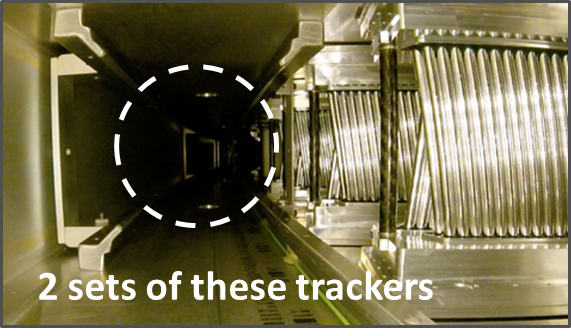 2 sets of these trackers